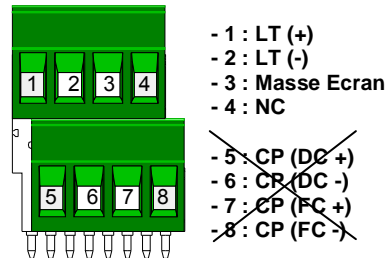 1 2 3 4
- 1 : LT (+)
- 2 : LT (-)
- 3 : Masse Ecran
- 4 : NC
5 6 7 8
- 5 : CP (DC +)
- 6 : CP (DC -)
- 7 : CP (FC +)
- 8 : CP (FC -)